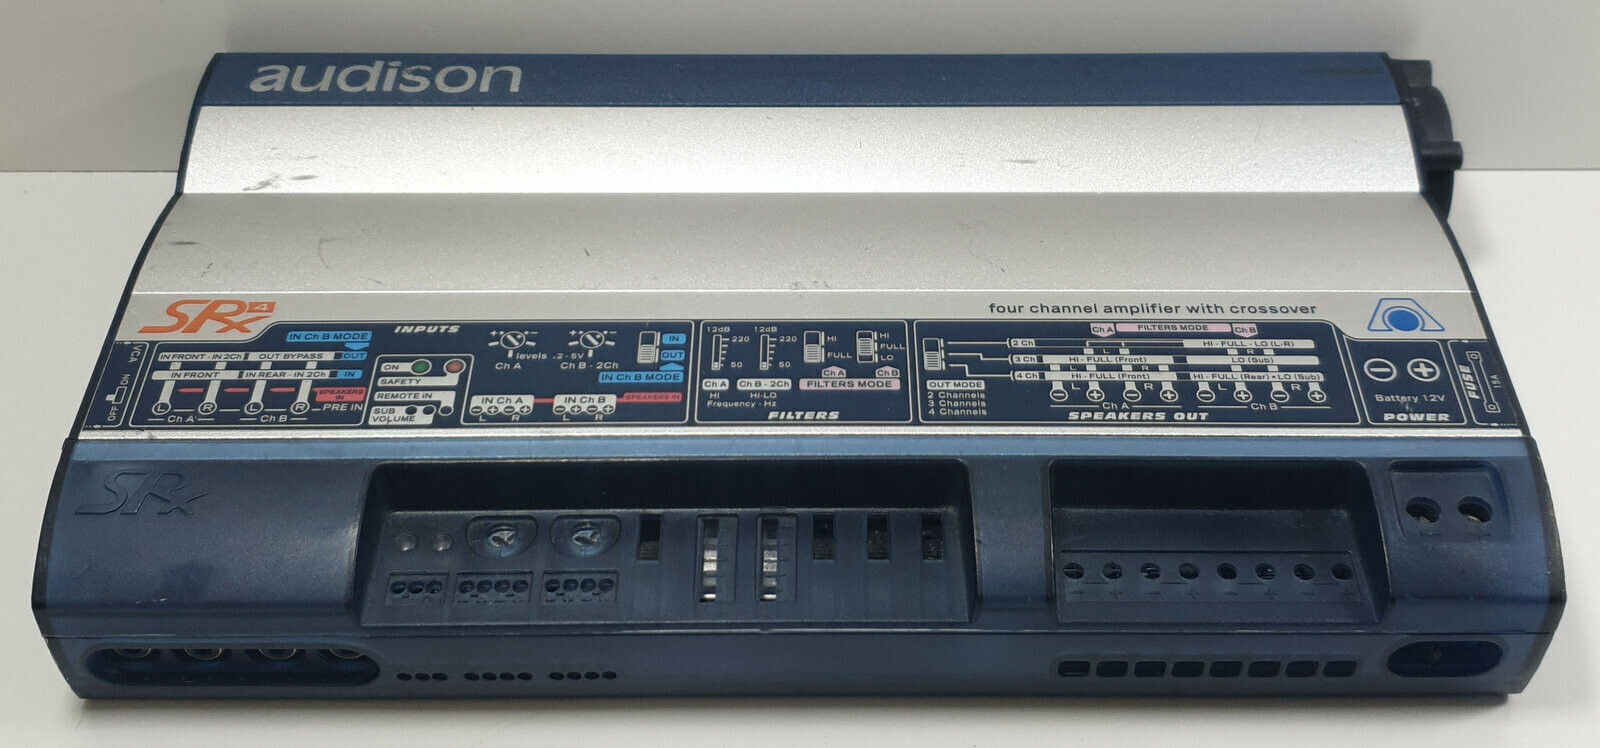 audison
SRx 4
four channel amplifier with crossover
VCA
NO
OFF
IN Ch B MODE
INPUTS
IN FRONT - IN 2Ch
OUT BYPASS
OUT
IN FRONT
IN REAR - IN 2Ch
IN
SPEAKERS IN
L R L R PRE IN
Ch A Ch B
ON
SAFETY
REMOTE IN
SUB VOLUME
- + - +
levels .2 - 5V
Ch A
Ch B - 2Ch
IN
OUT
IN Ch B MODE
IN Ch A
IN Ch B
SPEAKERS IN
- + - + - + - +
L R L R
12dB 12dB
220 220
50 50
Ch A
Ch B - 2Ch
HI HI-LO
Frequency - Hz
HI
FULL
HI
FULL
LO
Ch A Ch B
FILTERS MODE
FILTERS
OUT MODE
2 Channels
3 Channels
4 Channels
Ch A FILTERS MODE Ch B
2 Ch
HI - FULL - LO (L-R)
L R
3 Ch
HI - FULL (Front)
LO (Sub)
4 Ch
HI - FULL (Front)
HI - FULL (Rear) • LO (Sub)
L R L R
- + - + - + - +
Ch A Ch B
SPEAKERS OUT
- +
Battery 12V
POWER
FUSE
15A
SRx
- + - + - + - +